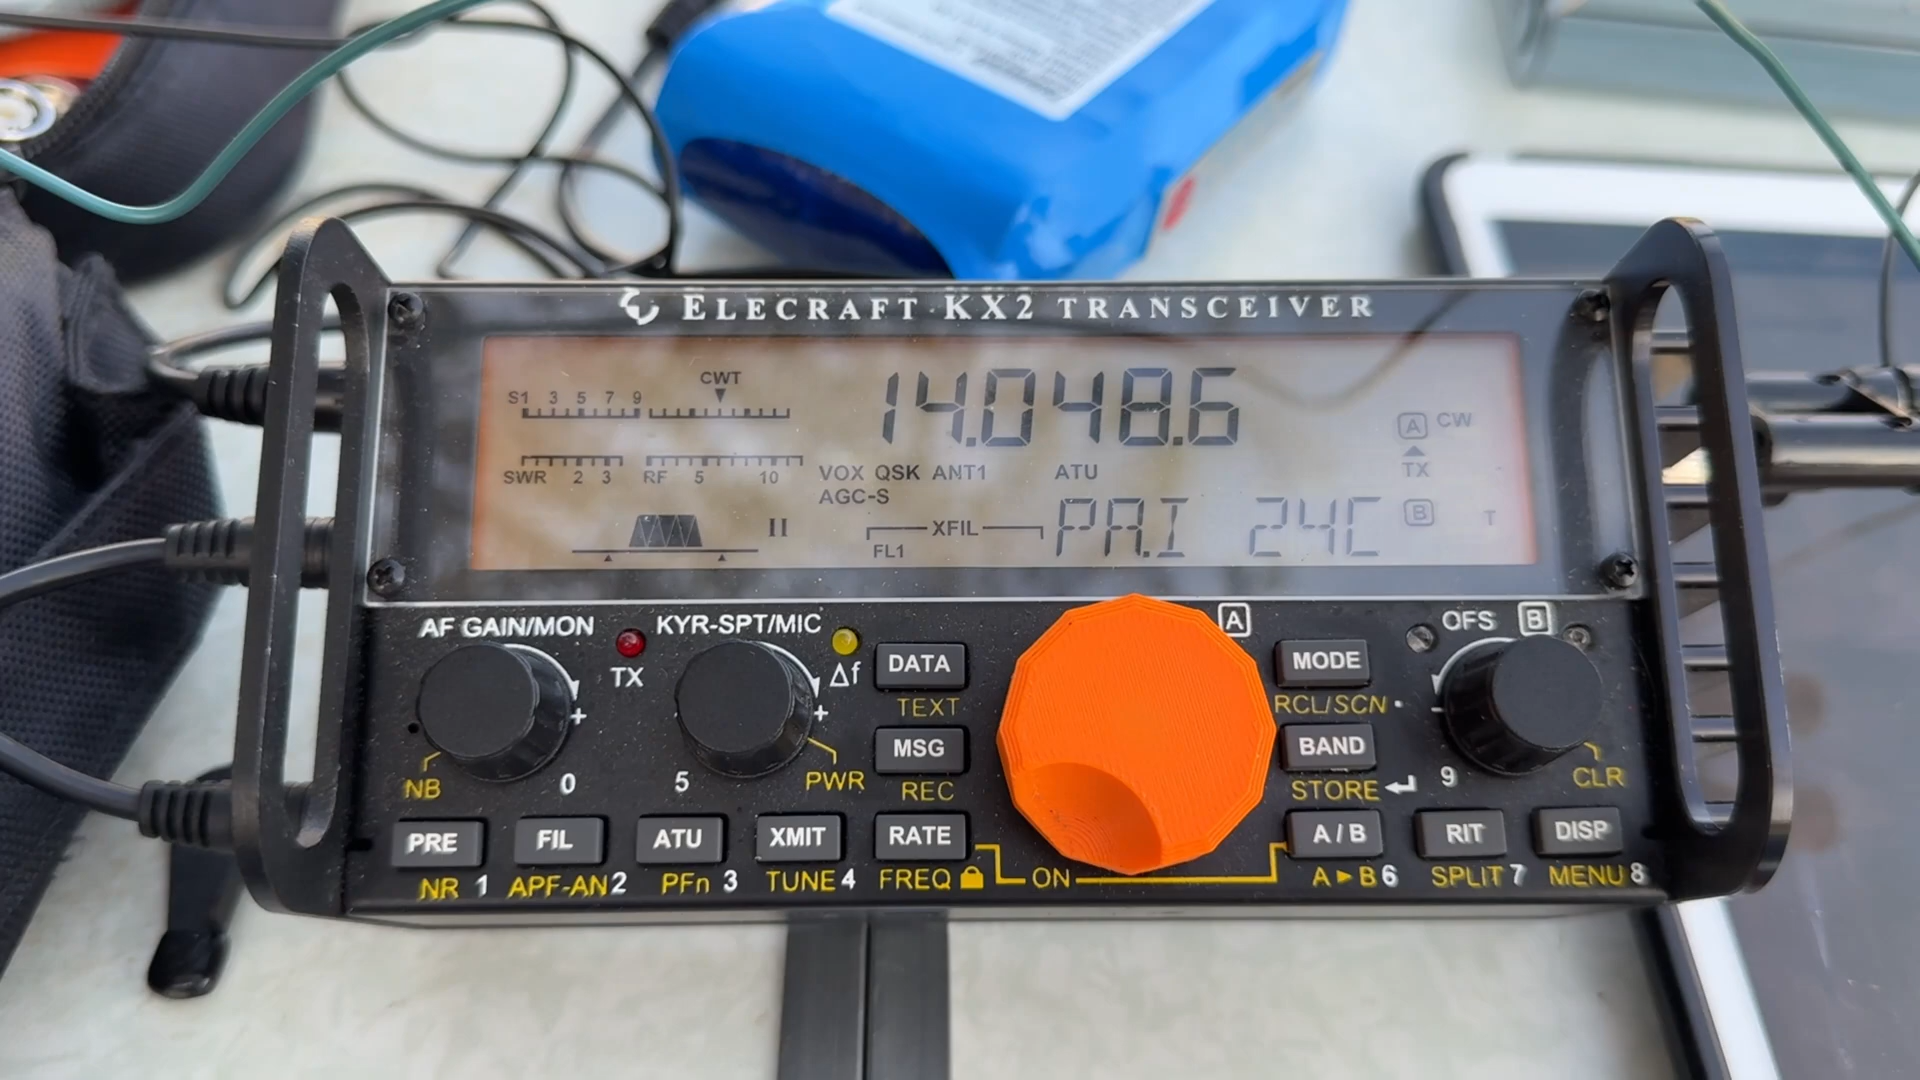 ELECRAFT KX2 TRANSCEIVER
CWT
S1 3 5 7 9
14.048.6
A CW
SWR 2 3 RF 5 10
VOX QSK ANT1 ATU
TX
AGC-S
II
XFIL
FL1
PA.I 24C
B T
AF GAIN/MON
TX
KYR-SPT/MIC
Δf
A
OFS B
DATA
TEXT
MODE
RCL/SCN
+
+
-
MSG
REC
BAND
STORE
NB
0
5
PWR
9
CLR
PRE
FIL
ATU
XMIT
RATE
A / B
RIT
DISP
NR 1
APF-AN 2
PFn 3
TUNE 4
FREQ
ON
A▸B 6
SPLIT 7
MENU 8